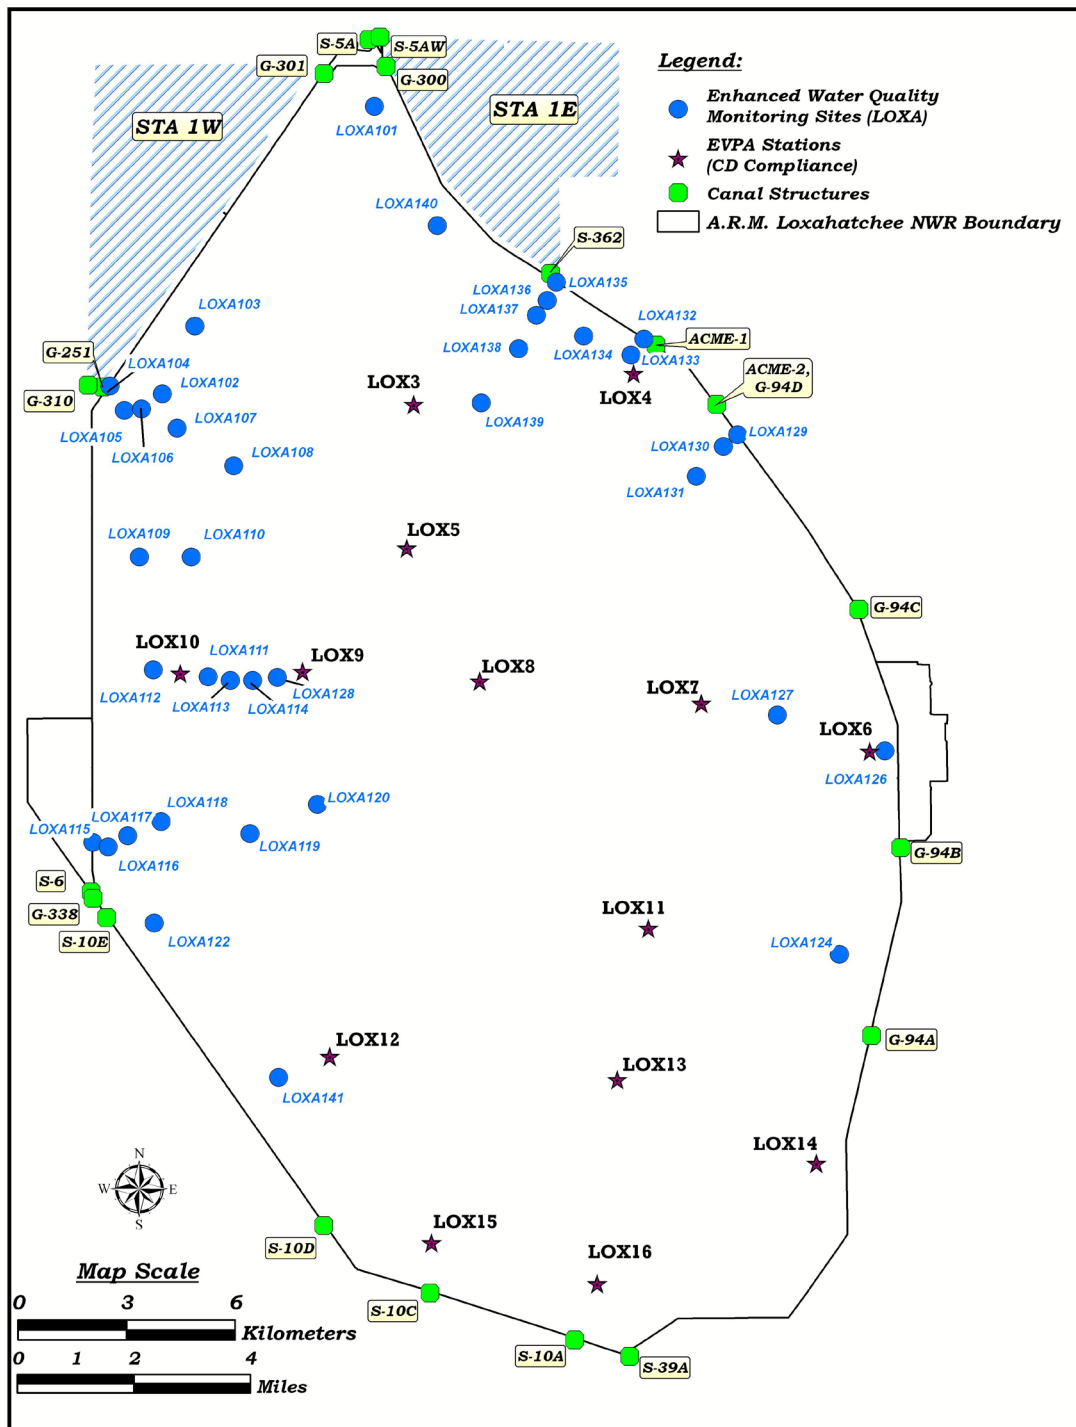 S-5A
S-5AW
G-301
G-300
Legend:
Enhanced Water Quality
Monitoring Sites (LOXA)
EVPA Stations
(CD Compliance)
Canal Structures
A.R.M. Loxahatchee NWR Boundary
STA 1W
STA 1E
LOXA101
LOXA140
S-362
LOXA135
LOXA136
LOXA137
LOXA103
LOXA132
ACME-1
LOXA138
LOXA134
LOXA133
G-251
LOXA104
G-310
LOXA102
LOX3
LOX4
ACME-2,
G-94D
LOXA105
LOXA107
LOXA139
LOXA129
LOXA130
LOXA106
LOXA108
LOXA131
LOX5
LOXA109
LOXA110
G-94C
LOX10
LOXA111
LOX9
LOX8
LOX7
LOXA112
LOXA128
LOXA113
LOXA114
LOXA127
LOX6
LOXA126
LOXA120
LOXA118
LOXA117
LOXA115
LOXA119
LOXA116
G-94B
S-6
G-338
S-10E
LOX11
LOXA122
LOXA124
LOX12
G-94A
LOX13
LOXA141
LOX14
N
W
E
S
LOX15
S-10D
LOX16
Map Scale
0 3 6
Kilometers
S-10C
S-10A
S-39A
0 1 2 4
Miles